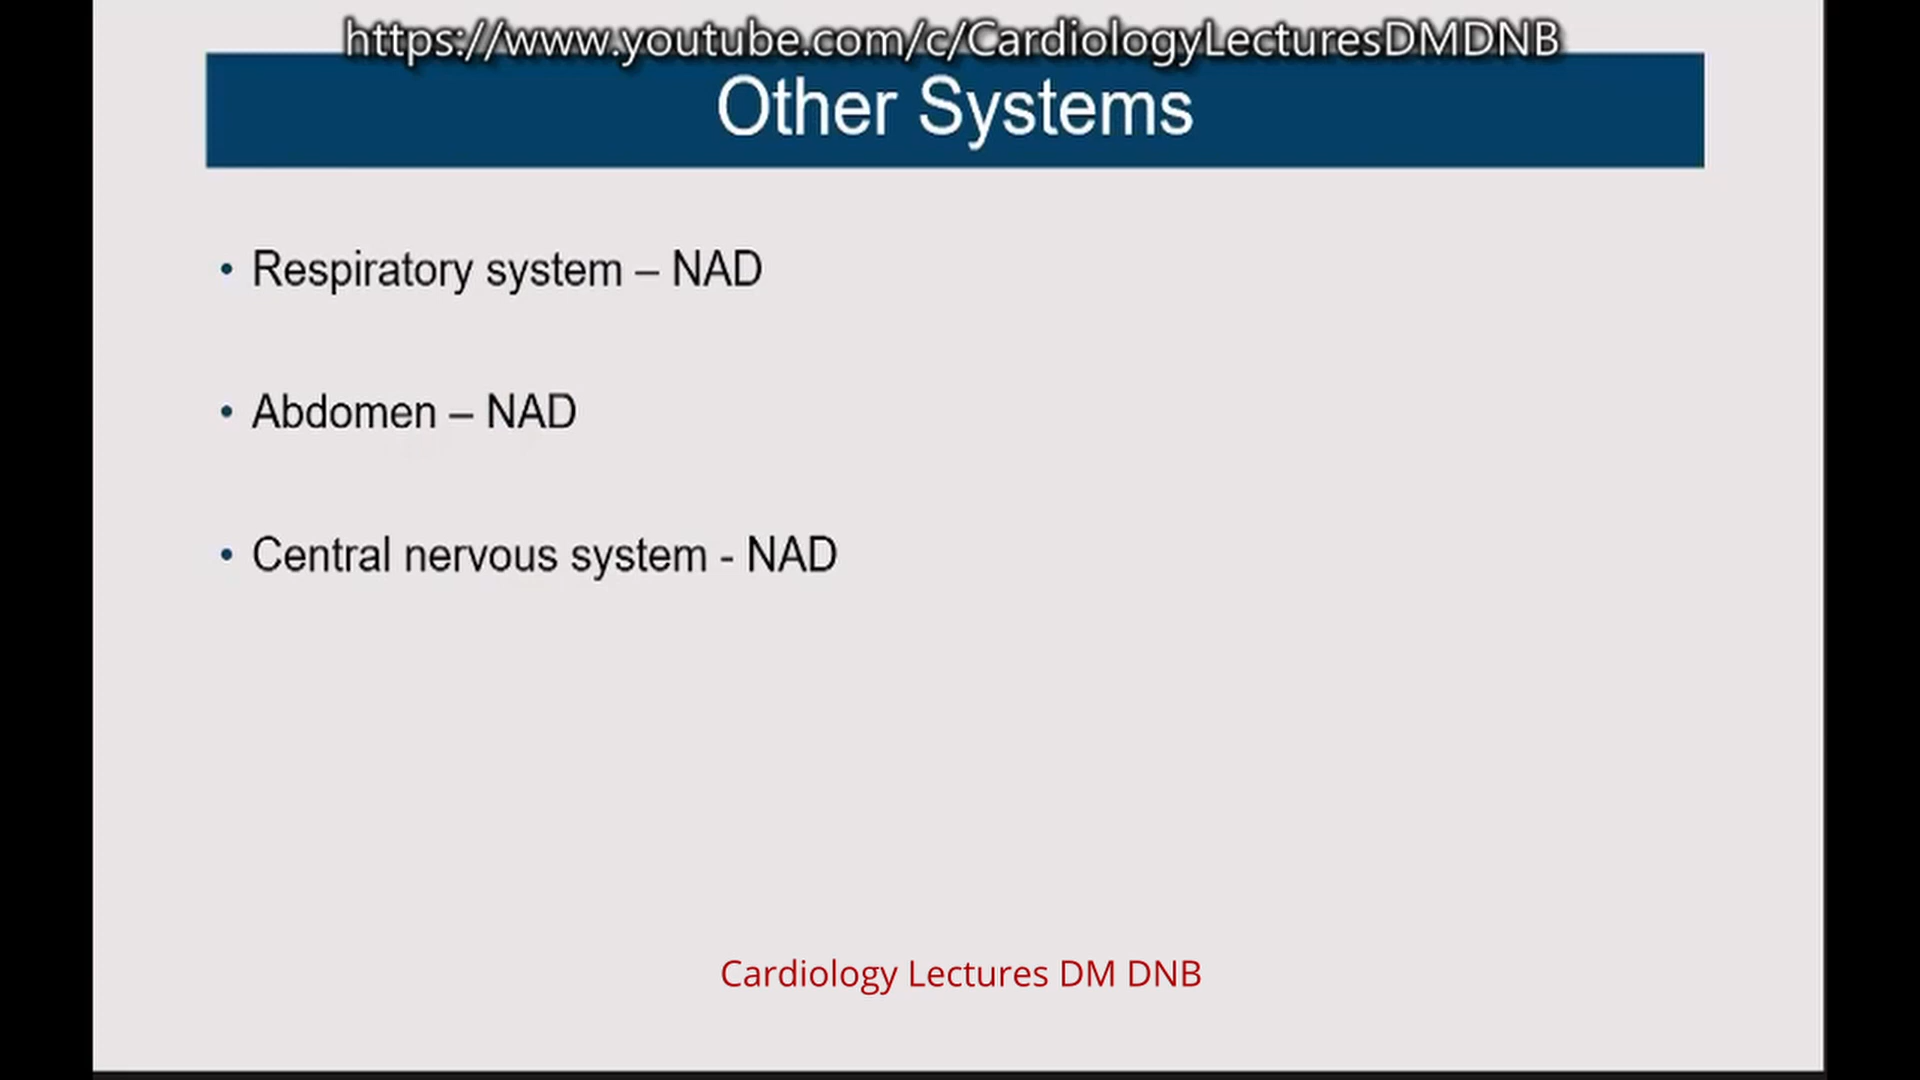 https://www.youtube.com/c/CardiologyLecturesDMDNB
Other Systems
• Respiratory system – NAD
• Abdomen – NAD
• Central nervous system - NAD
Cardiology Lectures DM DNB